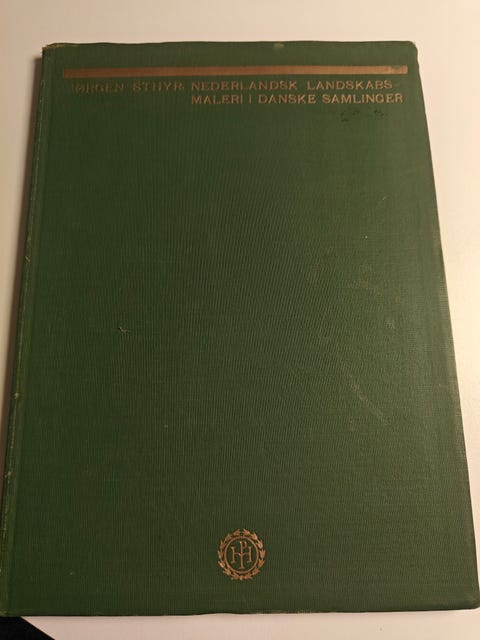 JØRGEN STHYR: NEDERLANDSK LANDSKABS-
MALERI I DANSKE SAMLINGER